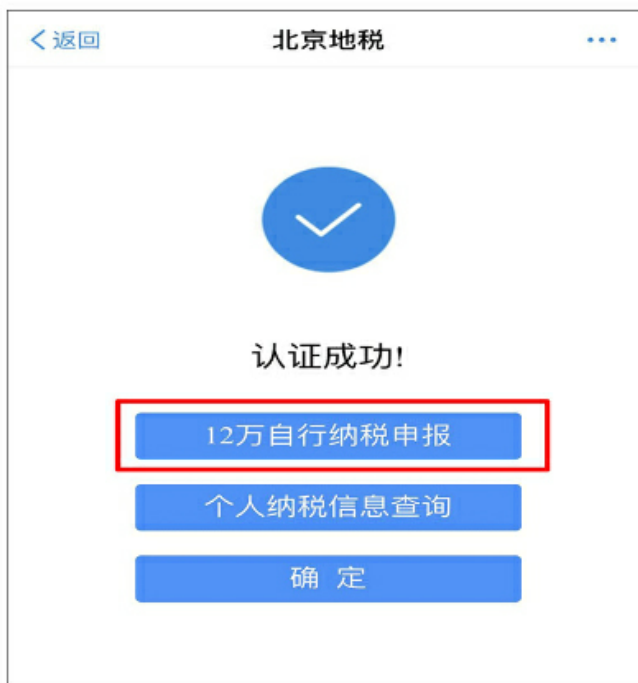 返回
北京地税
认证成功!
12万自行纳税申报
个人纳税信息查询
确 定